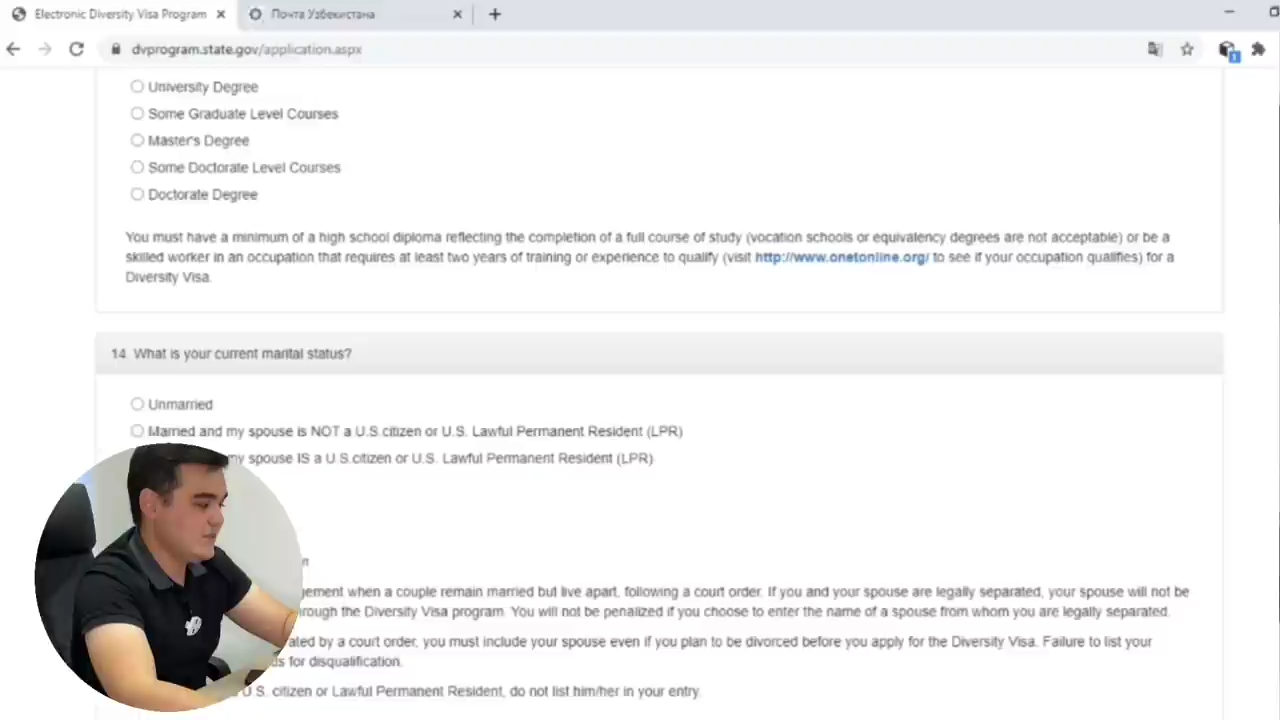 Electronic Diversity Visa Program
Почта Узбекистана
dvprogram.state.gov/application.aspx
1
University Degree
Some Graduate Level Courses
Master's Degree
Some Doctorate Level Courses
Doctorate Degree
You must have a minimum of a high school diploma reflecting the completion of a full course of study (vocation schools or equivalency degrees are not acceptable) or be a
skilled worker in an occupation that requires at least two years of training or experience to qualify (visit http://www.onetonline.org/ to see if your occupation qualifies) for a
Diversity Visa.
14. What is your current marital status?
Unmarried
Married and my spouse is NOT a U.S.citizen or U.S. Lawful Permanent Resident (LPR)
my spouse IS a U.S.citizen or U.S. Lawful Permanent Resident (LPR)
when a couple remain married but live apart, following a court order. If you and your spouse are legally separated, your spouse will not be
the Diversity Visa program. You will not be penalized if you choose to enter the name of a spouse from whom you are legally separated.
by a court order, you must include your spouse even if you plan to be divorced before you apply for the Diversity Visa. Failure to list your
for disqualification.
U.S. citizen or Lawful Permanent Resident, do not list him/her in your entry.